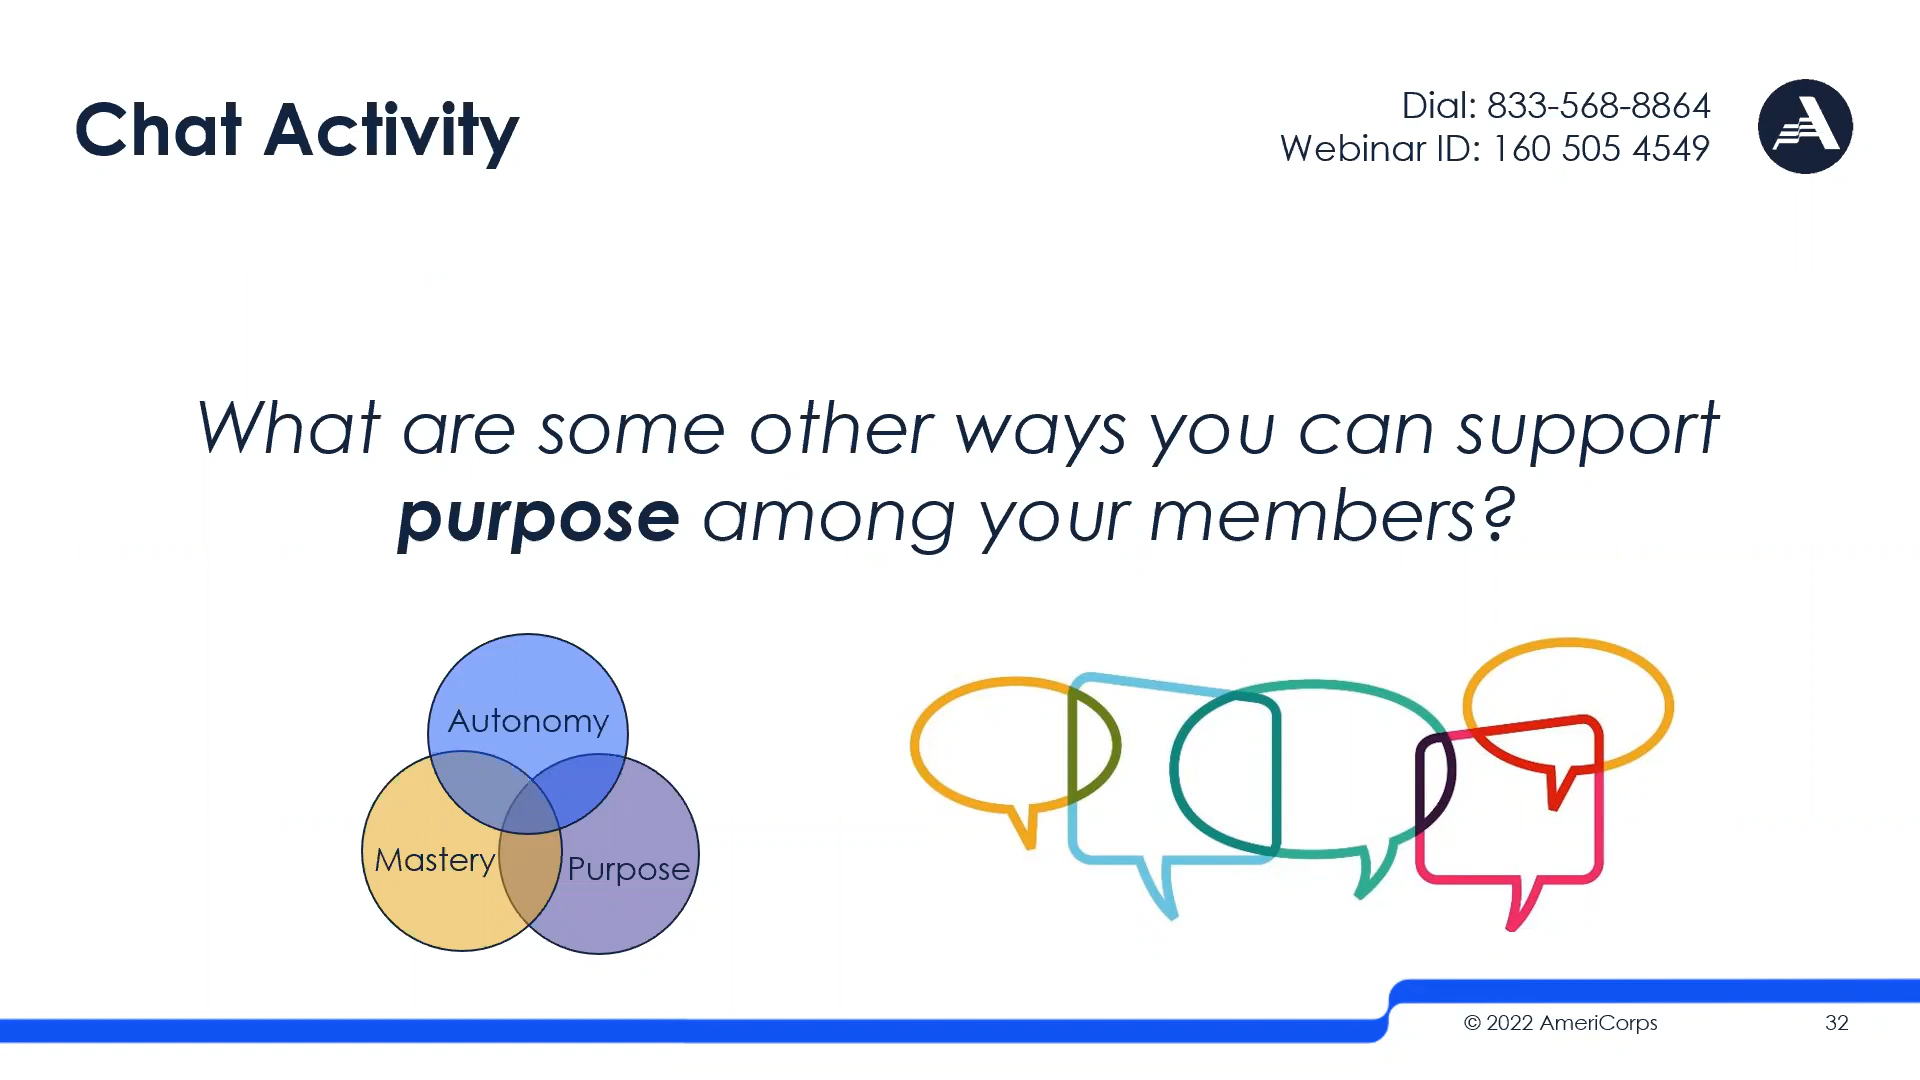 Chat Activity
Dial: 833-568-8864
Webinar ID: 160 505 4549
What are some other ways you can support
purpose among your members?
Autonomy
Mastery
Purpose
© 2022 AmeriCorps
32